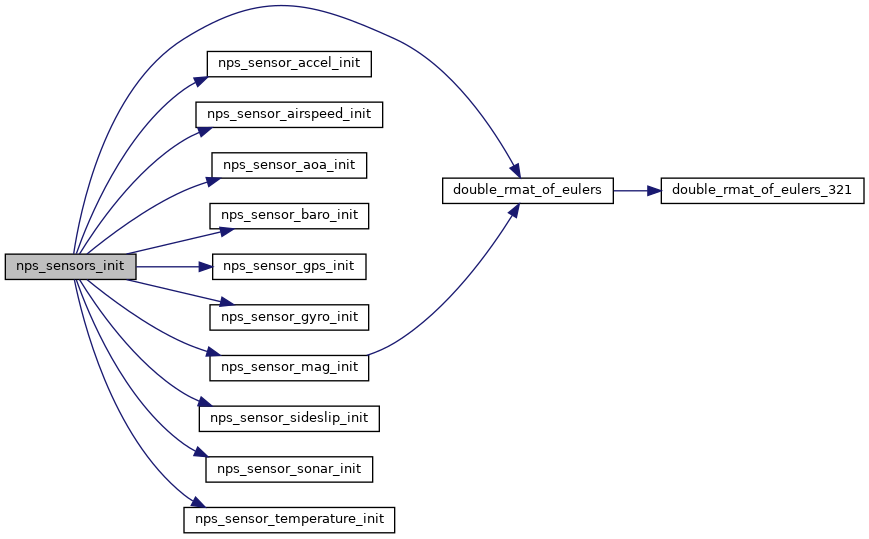 nps_sensors_init
nps_sensor_accel_init
nps_sensor_airspeed_init
nps_sensor_aoa_init
nps_sensor_baro_init
nps_sensor_gps_init
nps_sensor_gyro_init
nps_sensor_mag_init
nps_sensor_sideslip_init
nps_sensor_sonar_init
nps_sensor_temperature_init
double_rmat_of_eulers
double_rmat_of_eulers_321